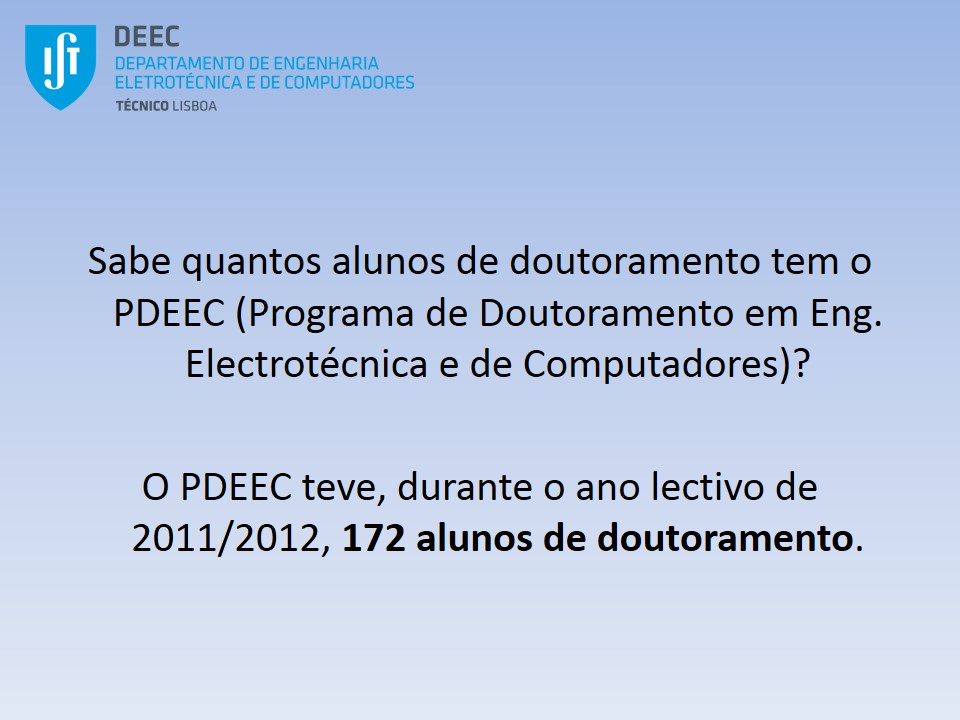 IST
DEEC
DEPARTAMENTO DE ENGENHARIA
ELETROTÉCNICA E DE COMPUTADORES
TÉCNICO LISBOA
Sabe quantos alunos de doutoramento tem o
PDEEC (Programa de Doutoramento em Eng.
Electrotécnica e de Computadores)?
O PDEEC teve, durante o ano lectivo de
2011/2012, 172 alunos de doutoramento.